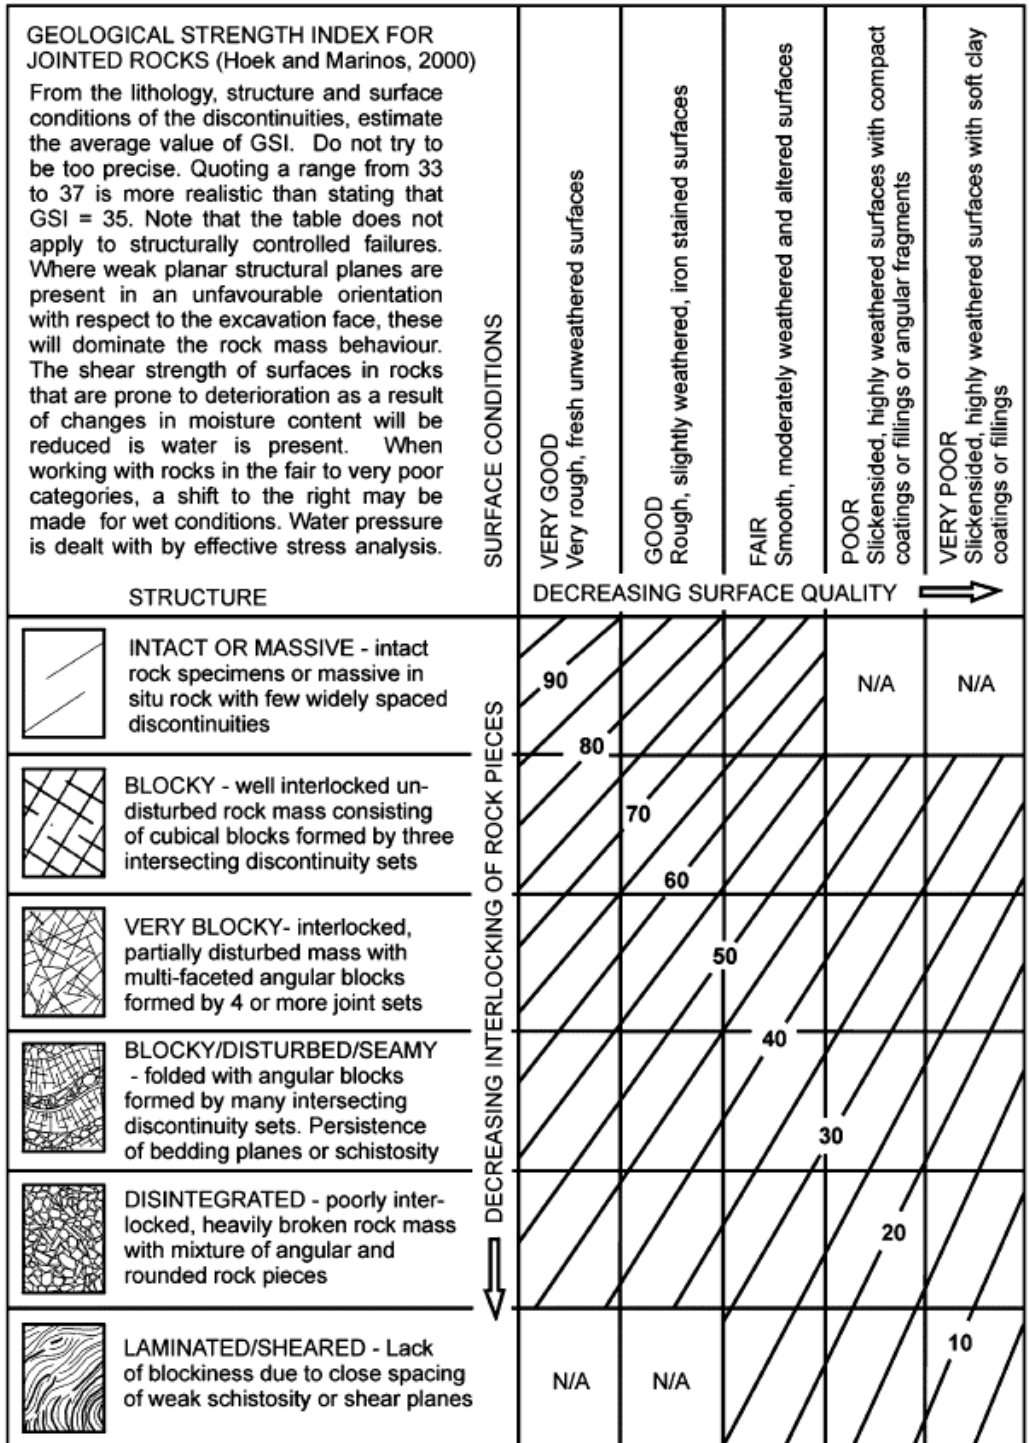 GEOLOGICAL STRENGTH INDEX FOR
JOINTED ROCKS (Hoek and Marinos, 2000)
From the lithology, structure and surface
conditions of the discontinuities, estimate
the average value of GSI. Do not try to
be too precise. Quoting a range from 33
to 37 is more realistic than stating that
GSI = 35. Note that the table does not
apply to structurally controlled failures.
Where weak planar structural planes are
present in an unfavourable orientation
with respect to the excavation face, these
will dominate the rock mass behaviour.
The shear strength of surfaces in rocks
that are prone to deterioration as a result
of changes in moisture content will be
reduced is water is present. When
working with rocks in the fair to very poor
categories, a shift to the right may be
made for wet conditions. Water pressure
is dealt with by effective stress analysis.
STRUCTURE
SURFACE CONDITIONS
VERY GOOD
Very rough, fresh unweathered surfaces
GOOD
Rough, slightly weathered, iron stained surfaces
FAIR
Smooth, moderately weathered and altered surfaces
POOR
Slickensided, highly weathered surfaces with compact
coatings or fillings or angular fragments
VERY POOR
Slickensided, highly weathered surfaces with soft clay
coatings or fillings
DECREASING SURFACE QUALITY
DECREASING INTERLOCKING OF ROCK PIECES
INTACT OR MASSIVE - intact
rock specimens or massive in
situ rock with few widely spaced
discontinuities
90
80
N/A
N/A
BLOCKY - well interlocked un-
disturbed rock mass consisting
of cubical blocks formed by three
intersecting discontinuity sets
70
60
VERY BLOCKY- interlocked,
partially disturbed mass with
multi-faceted angular blocks
formed by 4 or more joint sets
50
40
BLOCKY/DISTURBED/SEAMY
- folded with angular blocks
formed by many intersecting
discontinuity sets. Persistence
of bedding planes or schistosity
30
DISINTEGRATED - poorly inter-
locked, heavily broken rock mass
with mixture of angular and
rounded rock pieces
20
LAMINATED/SHEARED - Lack
of blockiness due to close spacing
of weak schistosity or shear planes
N/A
N/A
10